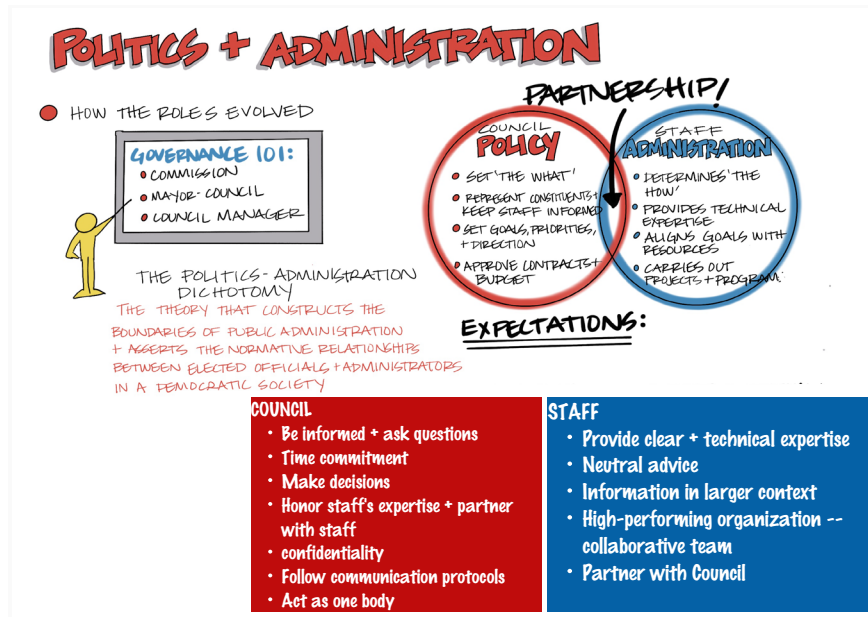 POLITICS + ADMINISTRATION
HOW THE ROLES EVOLVED
GOVERNANCE 101:
COMMISSION
MAYOR-COUNCIL
COUNCIL MANAGER
THE POLITICS-ADMINISTRATION
DICHOTOMY
THE THEORY THAT CONSTRUCTS THE
BOUNDARIES OF PUBLIC ADMINISTRATION
+ ASSERTS THE NORMATIVE RELATIONSHIPS
BETWEEN ELECTED OFFICIALS + ADMINISTRATORS
IN A DEMOCRATIC SOCIETY
PARTNERSHIP!
COUNCIL
POLICY
SET 'THE WHAT'
REPRESENT CONSTITUENTS +
KEEP STAFF INFORMED
SET GOALS, PRIORITIES,
+ DIRECTION
APPROVE CONTRACTS +
BUDGET
STAFF
ADMINISTRATION
DETERMINES 'THE
HOW'
PROVIDES TECHNICAL
EXPERTISE
ALIGNS GOALS WITH
RESOURCES
CARRIES OUT
PROJECTS + PROGRAM:
EXPECTATIONS:
COUNCIL
• Be informed + ask questions
• Time commitment
• Make decisions
• Honor staff's expertise + partner
with staff
• confidentiality
• Follow communication protocols
• Act as one body
STAFF
• Provide clear + technical expertise
• Neutral advice
• Information in larger context
• High-performing organization --
collaborative team
• Partner with Council